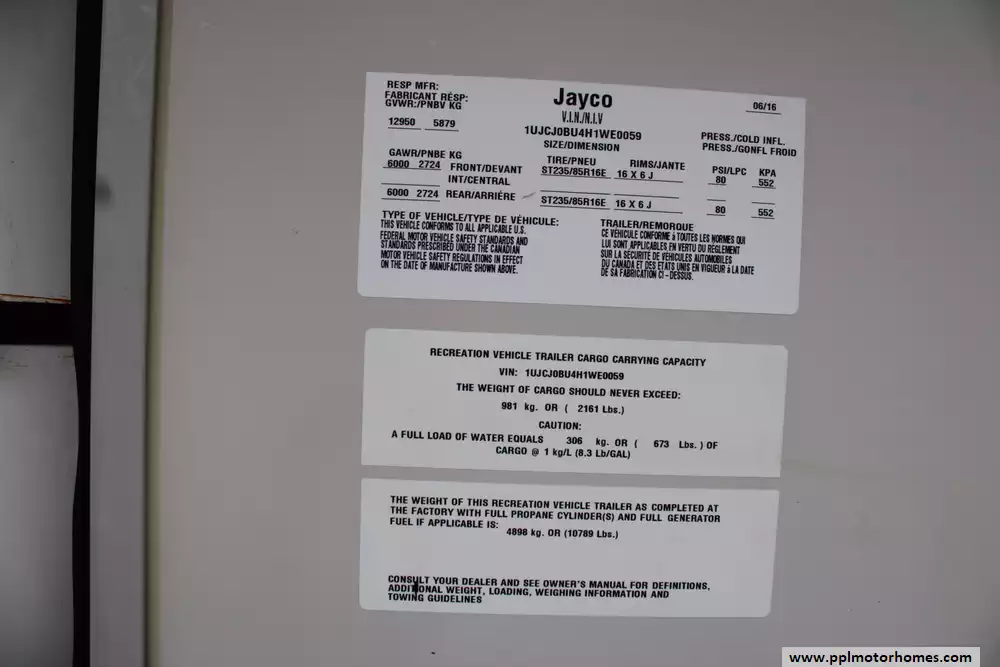 RESP MFR:
FABRICANT RÉSP:
GVWR:/PNBV KG
12950 5879
Jayco
V.I.N./N.I.V
1UJCJ0BU4H1WE0059
SIZE/DIMENSION
06/16
PRESS./COLD INFL.
PRESS./GONFL FROID
GAWR/PNBE KG
TIRE/PNEU RIMS/JANTE PSI/LPC KPA
6000 2724 FRONT/DEVANT ST235/85R16E 16 X 6 J 80 552
INT/CENTRAL
6000 2724 REAR/ARRIÈRE ST235/85R16E 16 X 6 J 80 552
TYPE OF VEHICLE/TYPE DE VÉHICULE:
THIS VEHICLE CONFORMS TO ALL APPLICABLE U.S.
FEDERAL MOTOR VEHICLE SAFETY STANDARDS AND
STANDARDS PRESCRIBED UNDER THE CANADIAN
MOTOR VEHICLE SAFETY REGULATIONS IN EFFECT
ON THE DATE OF MANUFACTURE SHOWN ABOVE.
TRAILER/REMORQUE
CE VÉHICULE CONFORME à TOUTES LES NORMES QUI
LUI SONT APPLICABLES EN VERTU DU RÈGLEMENT
SUR LA SECURITE DE VÉHICULES AUTOMOBILES
DU CANADA ET DES ETATS UNIS EN VIGUEUR à LA DATE
DE SA FABRICATION CI-DESSUS.
RECREATION VEHICLE TRAILER CARGO CARRYING CAPACITY
VIN: 1UJCJ0BU4H1WE0059
THE WEIGHT OF CARGO SHOULD NEVER EXCEED:
981 kg. OR ( 2161 Lbs.)
CAUTION:
A FULL LOAD OF WATER EQUALS 306 kg. OR ( 673 Lbs. ) OF
CARGO @ 1 kg/L (8.3 Lb/GAL)
THE WEIGHT OF THIS RECREATION VEHICLE TRAILER AS COMPLETED AT
THE FACTORY WITH FULL PROPANE CYLINDER(S) AND FULL GENERATOR
FUEL IF APPLICABLE IS:
4898 kg. OR (10789 Lbs.)
CONSULT YOUR DEALER AND SEE OWNER'S MANUAL FOR DEFINITIONS,
ADDITIONAL WEIGHT, LOADING, WEIGHING INFORMATION AND
TOWING GUIDELINES
www.pplmotorhomes.com